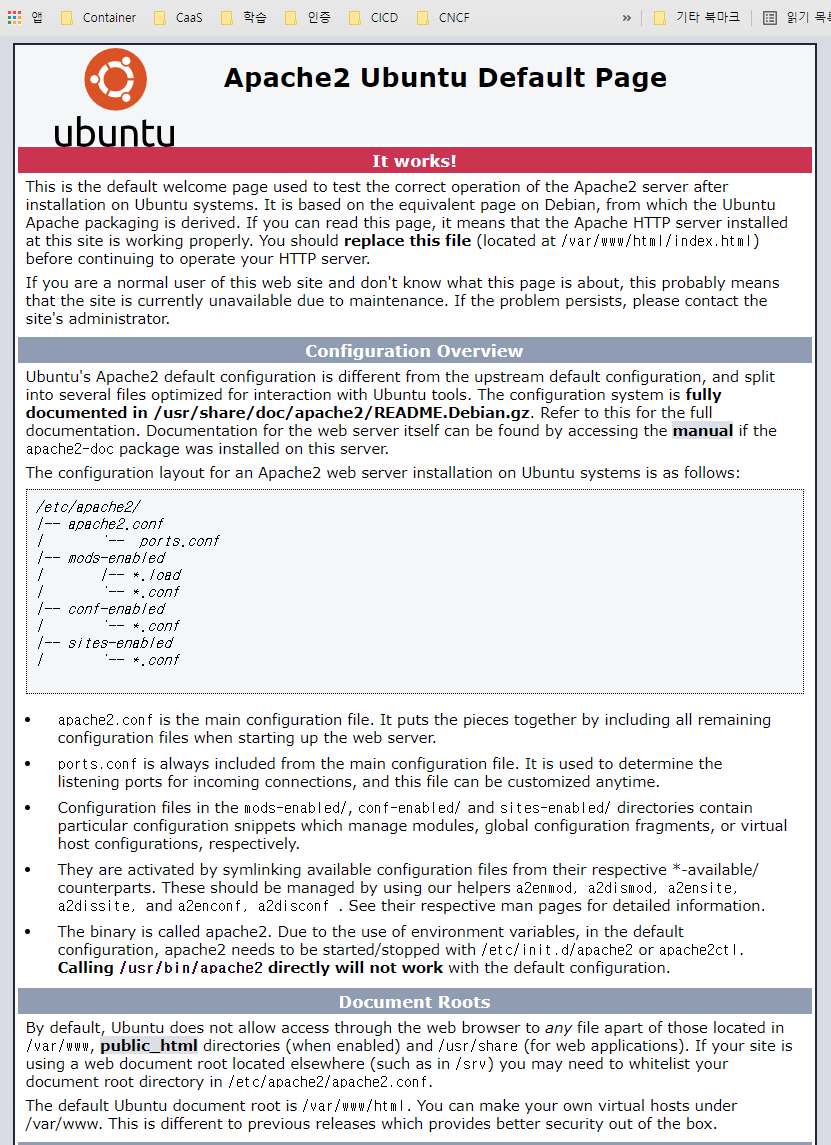 앱 Container CaaS 학습 인증 CICD CNCF » 기타 북마크 읽기 목록
Apache2 Ubuntu Default Page
ubuntu
It works!
This is the default welcome page used to test the correct operation of the Apache2 server after
installation on Ubuntu systems. It is based on the equivalent page on Debian, from which the Ubuntu
Apache packaging is derived. If you can read this page, it means that the Apache HTTP server installed
at this site is working properly. You should replace this file (located at /var/www/html/index.html)
before continuing to operate your HTTP server.
If you are a normal user of this web site and don't know what this page is about, this probably means
that the site is currently unavailable due to maintenance. If the problem persists, please contact the
site's administrator.
Configuration Overview
Ubuntu's Apache2 default configuration is different from the upstream default configuration, and split
into several files optimized for interaction with Ubuntu tools. The configuration system is fully
documented in /usr/share/doc/apache2/README.Debian.gz. Refer to this for the full
documentation. Documentation for the web server itself can be found by accessing the manual if the
apache2-doc package was installed on this server.
The configuration layout for an Apache2 web server installation on Ubuntu systems is as follows:
/etc/apache2/
|-- apache2.conf
|       `--  ports.conf
|-- mods-enabled
|       |-- *.load
|       `-- *.conf
|-- conf-enabled
|       `-- *.conf
|-- sites-enabled
|       `-- *.conf
• apache2.conf is the main configuration file. It puts the pieces together by including all remaining
configuration files when starting up the web server.
• ports.conf is always included from the main configuration file. It is used to determine the
listening ports for incoming connections, and this file can be customized anytime.
• Configuration files in the mods-enabled/, conf-enabled/ and sites-enabled/ directories contain
particular configuration snippets which manage modules, global configuration fragments, or virtual
host configurations, respectively.
• They are activated by symlinking available configuration files from their respective *-available/
counterparts. These should be managed by using our helpers a2enmod, a2dismod, a2ensite,
a2dissite, and a2enconf, a2disconf . See their respective man pages for detailed information.
• The binary is called apache2. Due to the use of environment variables, in the default
configuration, apache2 needs to be started/stopped with /etc/init.d/apache2 or apache2ctl.
Calling /usr/bin/apache2 directly will not work with the default configuration.
Document Roots
By default, Ubuntu does not allow access through the web browser to any file apart of those located in
/var/www, public_html directories (when enabled) and /usr/share (for web applications). If your site is
using a web document root located elsewhere (such as in /srv) you may need to whitelist your
document root directory in /etc/apache2/apache2.conf.
The default Ubuntu document root is /var/www/html. You can make your own virtual hosts under
/var/www. This is different to previous releases which provides better security out of the box.